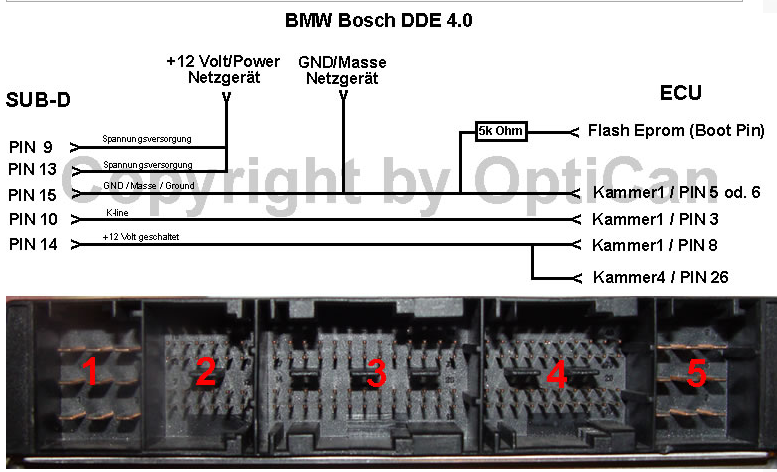 BMW Bosch DDE 4.0
+12 Volt/Power
Netzgerät
GND/Masse
Netzgerät
SUB-D
ECU
5k Ohm
Flash Eprom (Boot Pin)
PIN 9
Spannungsversorgung
PIN 13
Spannungsversorgung
PIN 15
GND / Masse / Ground
Kammer1 / PIN 5 od. 6
Copyright by OptiCan
PIN 10
K-line
Kammer1 / PIN 3
PIN 14
+12 Volt geschaltet
Kammer1 / PIN 8
Kammer4 / PIN 26
1 2 3 4 5